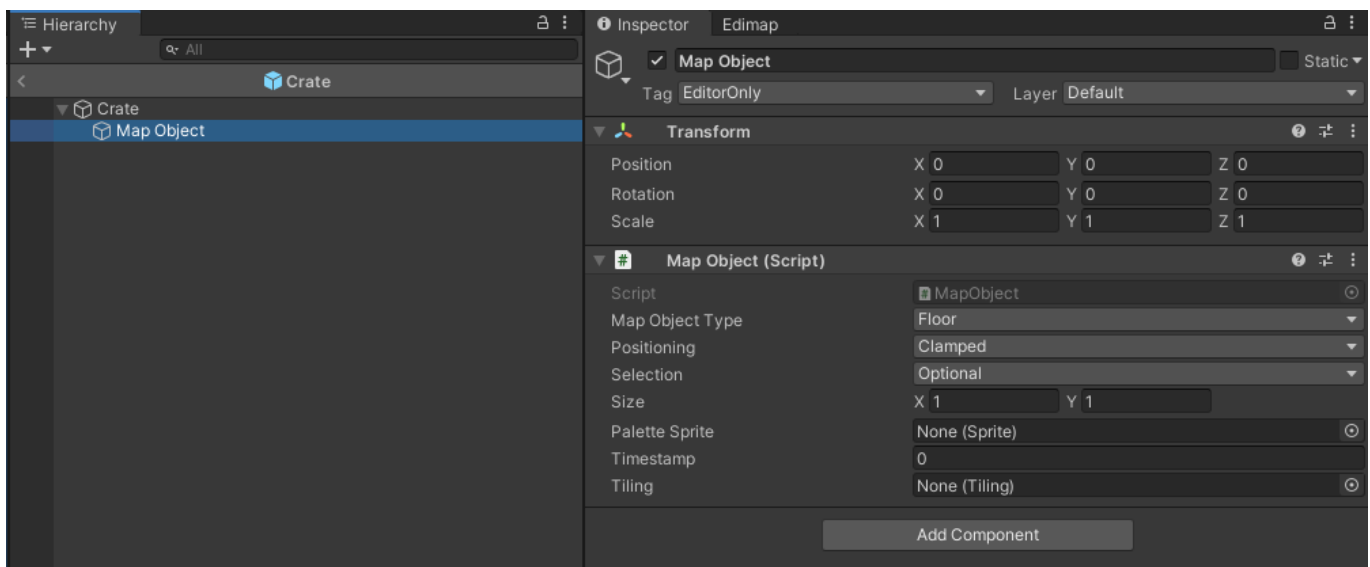 Hierarchy
All
Crate
Crate
Map Object
Inspector Edimap
Map Object Static
Tag EditorOnly Layer Default
Transform
Position X 0 Y 0 Z 0
Rotation X 0 Y 0 Z 0
Scale X 1 Y 1 Z 1
# Map Object (Script)
Script # MapObject
Map Object Type Floor
Positioning Clamped
Selection Optional
Size X 1 Y 1
Palette Sprite None (Sprite)
Timestamp 0
Tiling None (Tiling)
Add Component